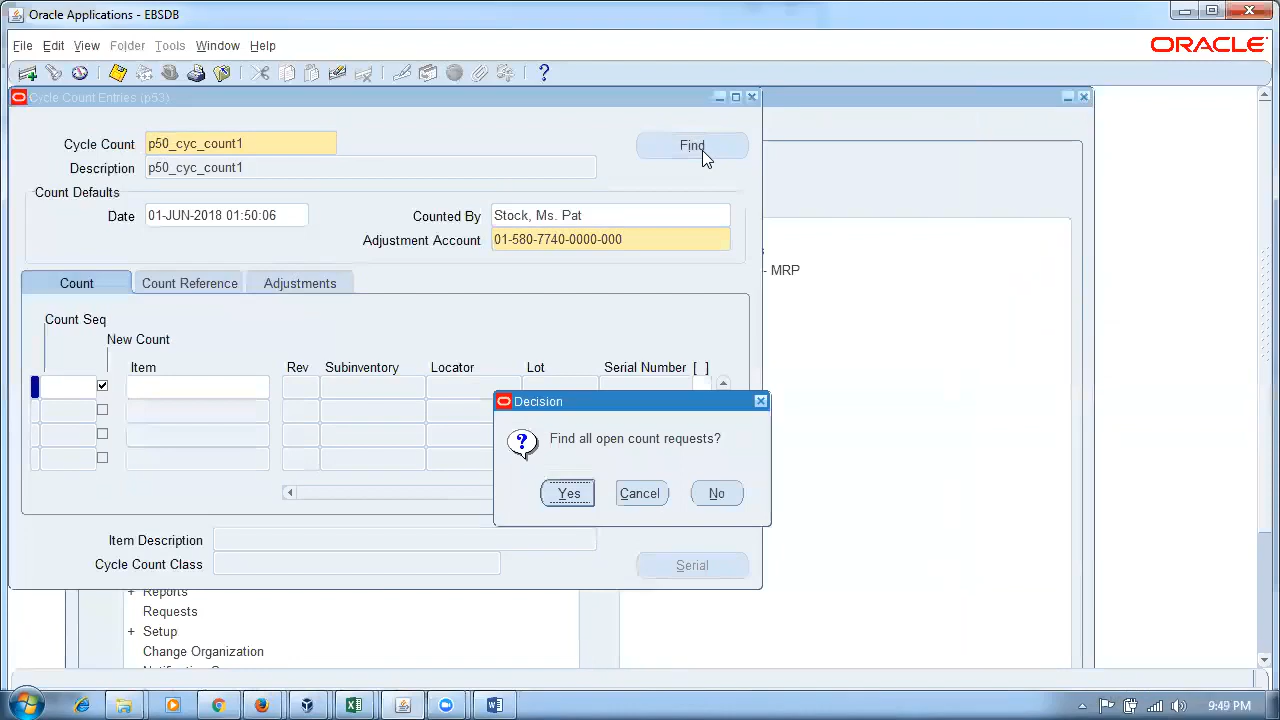 Oracle Applications - EBSDB
File Edit View Folder Tools Window Help
ORACLE
Cycle Count Entries (p53)
Cycle Count p50_cyc_count1
Find
Description p50_cyc_count1
Count Defaults
Date 01-JUN-2018 01:50:06
Counted By Stock, Ms. Pat
Adjustment Account 01-580-7740-0000-000
- MRP
Count Count Reference Adjustments
Count Seq
New Count
Item Rev Subinventory Locator Lot Serial Number [ ]
Decision
Find all open count requests?
Yes Cancel No
Item Description
Cycle Count Class
Serial
+ Reports
Requests
+ Setup
Change Organization
9:49 PM